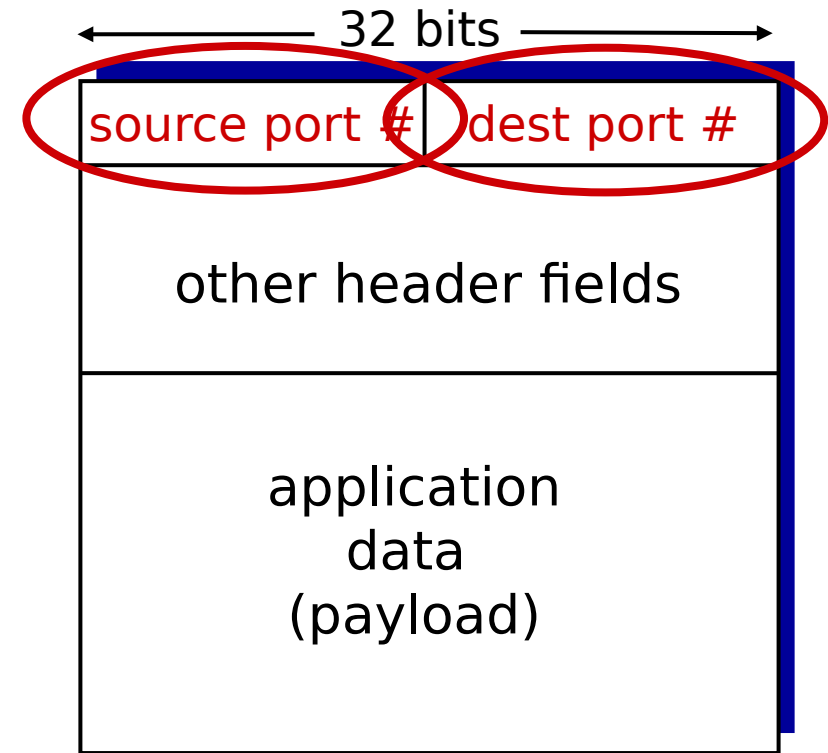 32 bits
source port # dest port #
other header fields
application
data
(payload)